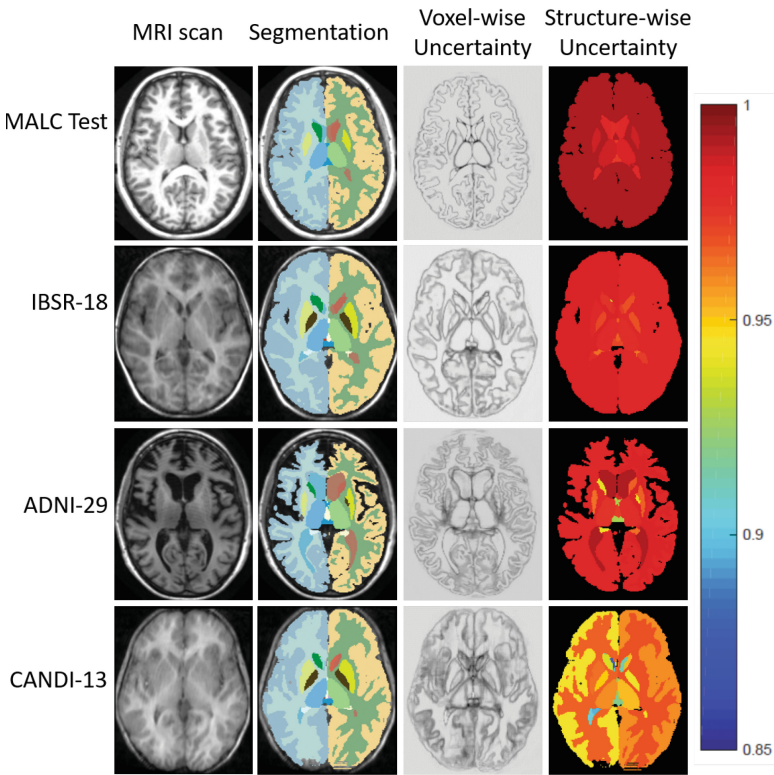 MRI scan Segmentation Voxel-wise Structure-wise
Uncertainty Uncertainty
MALC Test
IBSR-18
ADNI-29
CANDI-13
1
0.95
0.9
0.85